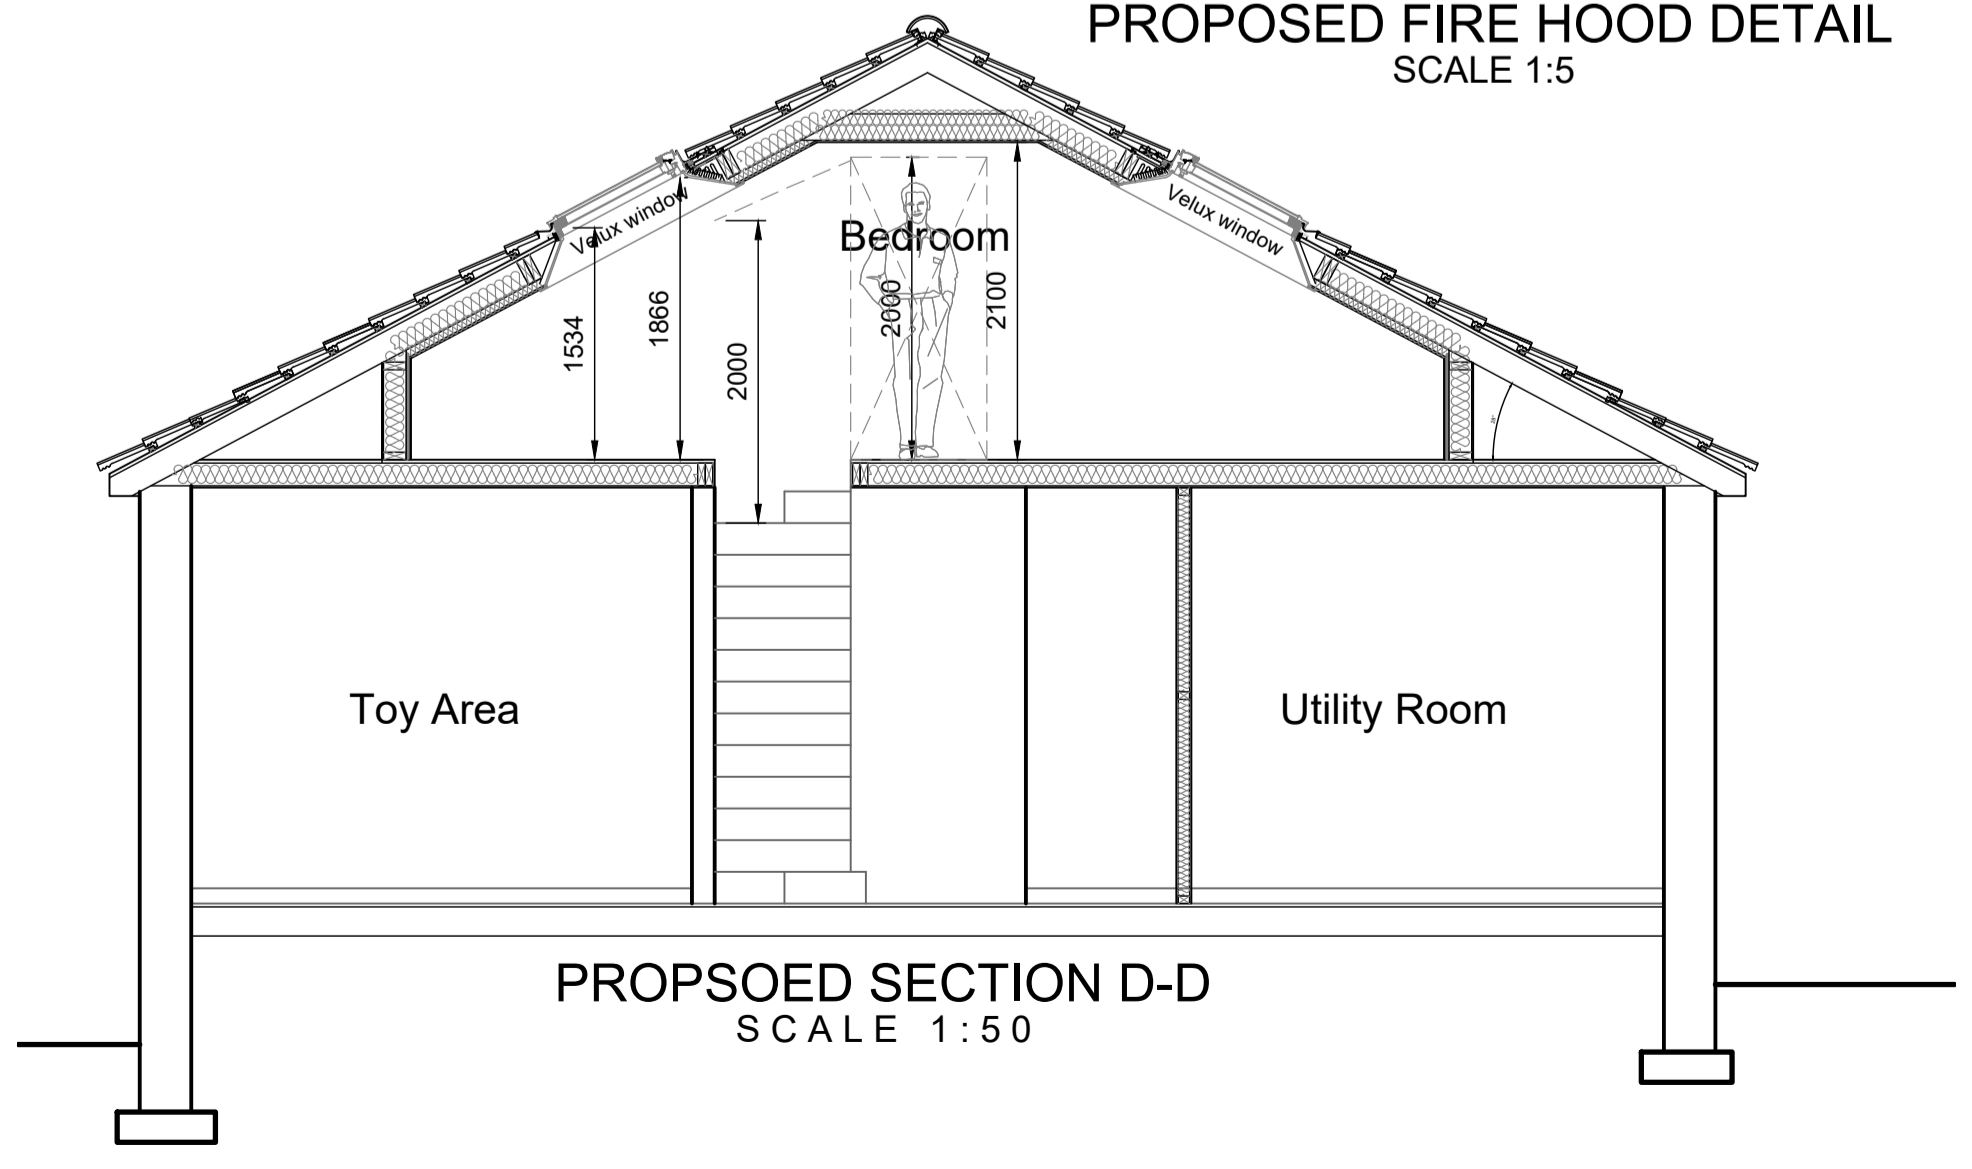 PROPOSED FIRE HOOD DETAIL
SCALE 1:5
Velux window
Velux window
Bedroom
1534
1866
2000
2000
2100
Toy Area
Utility Room
PROPSOED SECTION D-D
SCALE 1:50